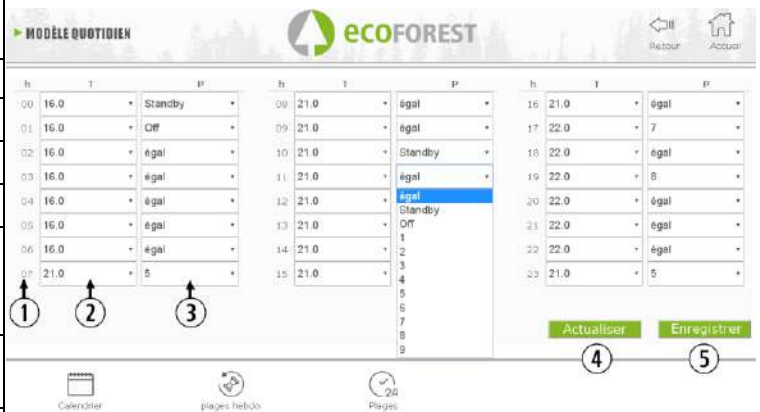 MODÈLE QUOTIDIEN
ecoFOREST
Retour
Accueil
h T P h T P h T P
00 16.0 Standby 08 21.0 égal 16 21.0 égal
01 16.0 Off 09 21.0 égal 17 22.0 7
02 16.0 égal 10 21.0 Standby 18 22.0 égal
03 16.0 égal 11 21.0 égal 19 22.0 8
04 16.0 égal 12 21.0 égal 20 22.0 égal
05 16.0 égal 13 21.0 Standby 21 22.0 égal
06 16.0 égal 14 21.0 Off 22 22.0 égal
07 21.0 5 15 21.0 1 23 21.0 5
2
3
4
5
6
7
8
9
1 2 3
Actualiser Enregistrer
4 5
24
Calendrier plages hebdo. Plages